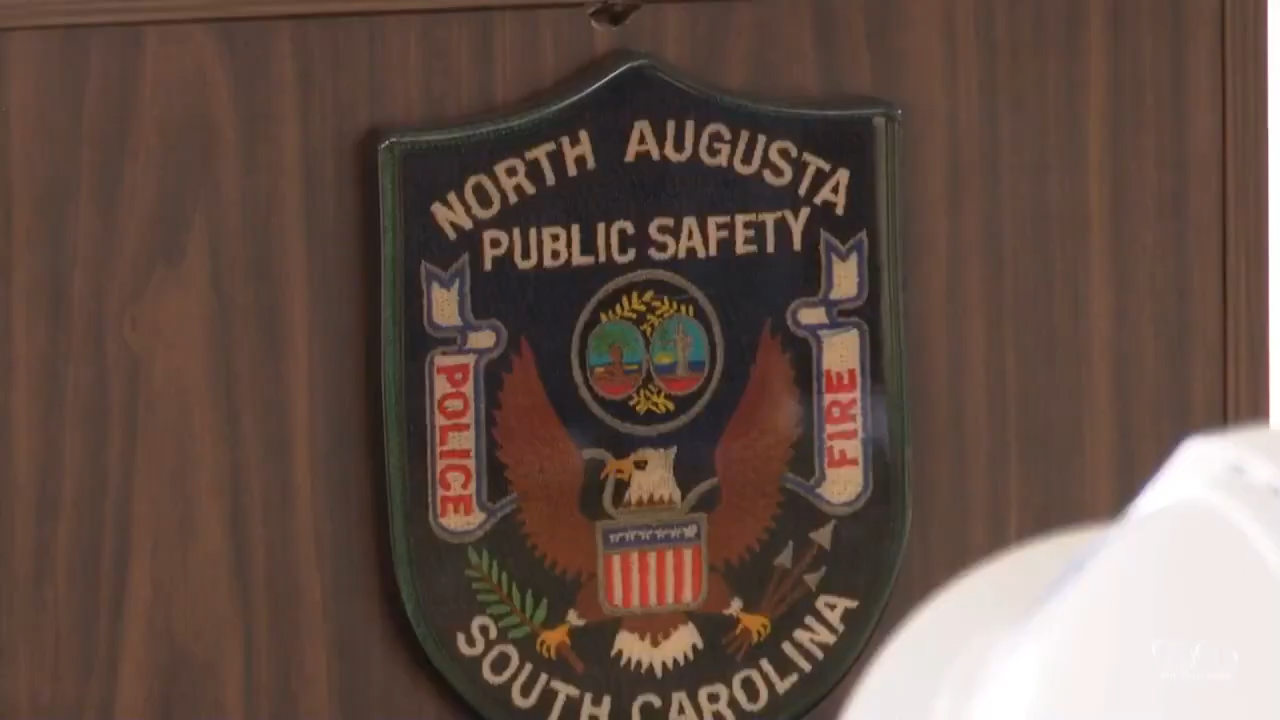 NORTH AUGUSTA
PUBLIC SAFETY
POLICE
FIRE
SOUTH CAROLINA